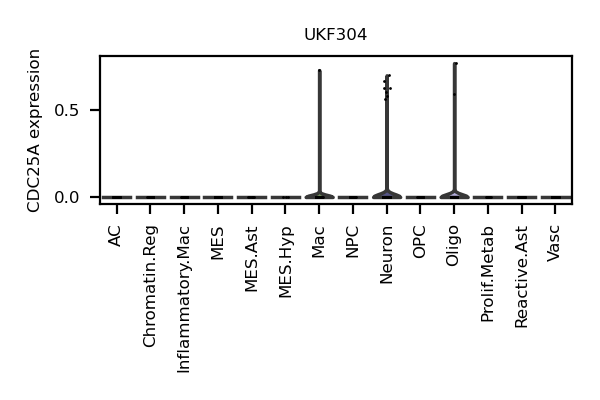 UKF304
CDC25A expression
0.5
0.0
AC
Chromatin.Reg
Inflammatory.Mac
MES
MES.Ast
MES.Hyp
Mac
NPC
Neuron
OPC
Oligo
Prolif.Metab
Reactive.Ast
Vasc